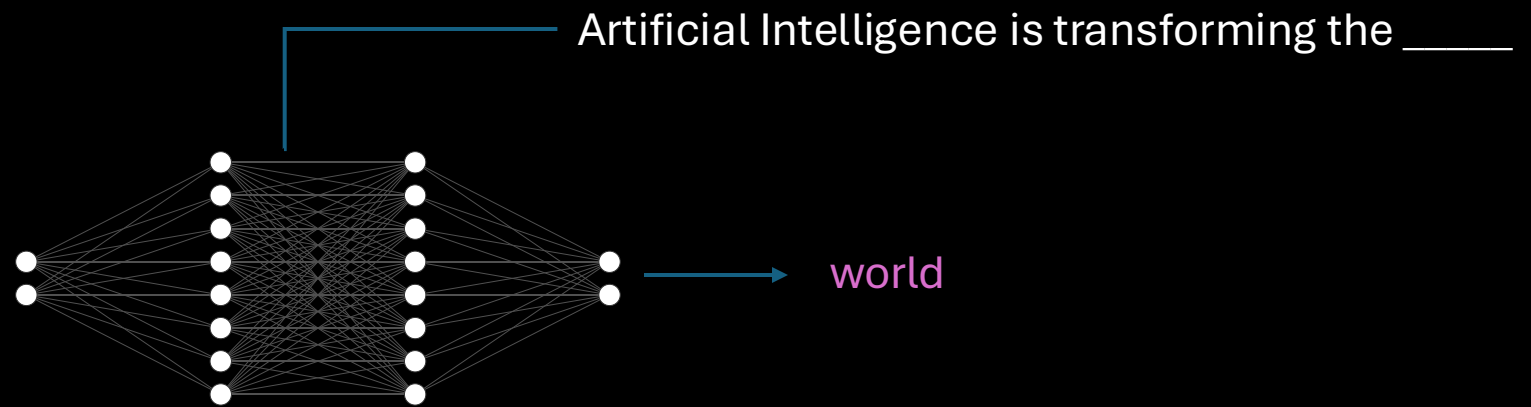 Artificial Intelligence is transforming the _____
world